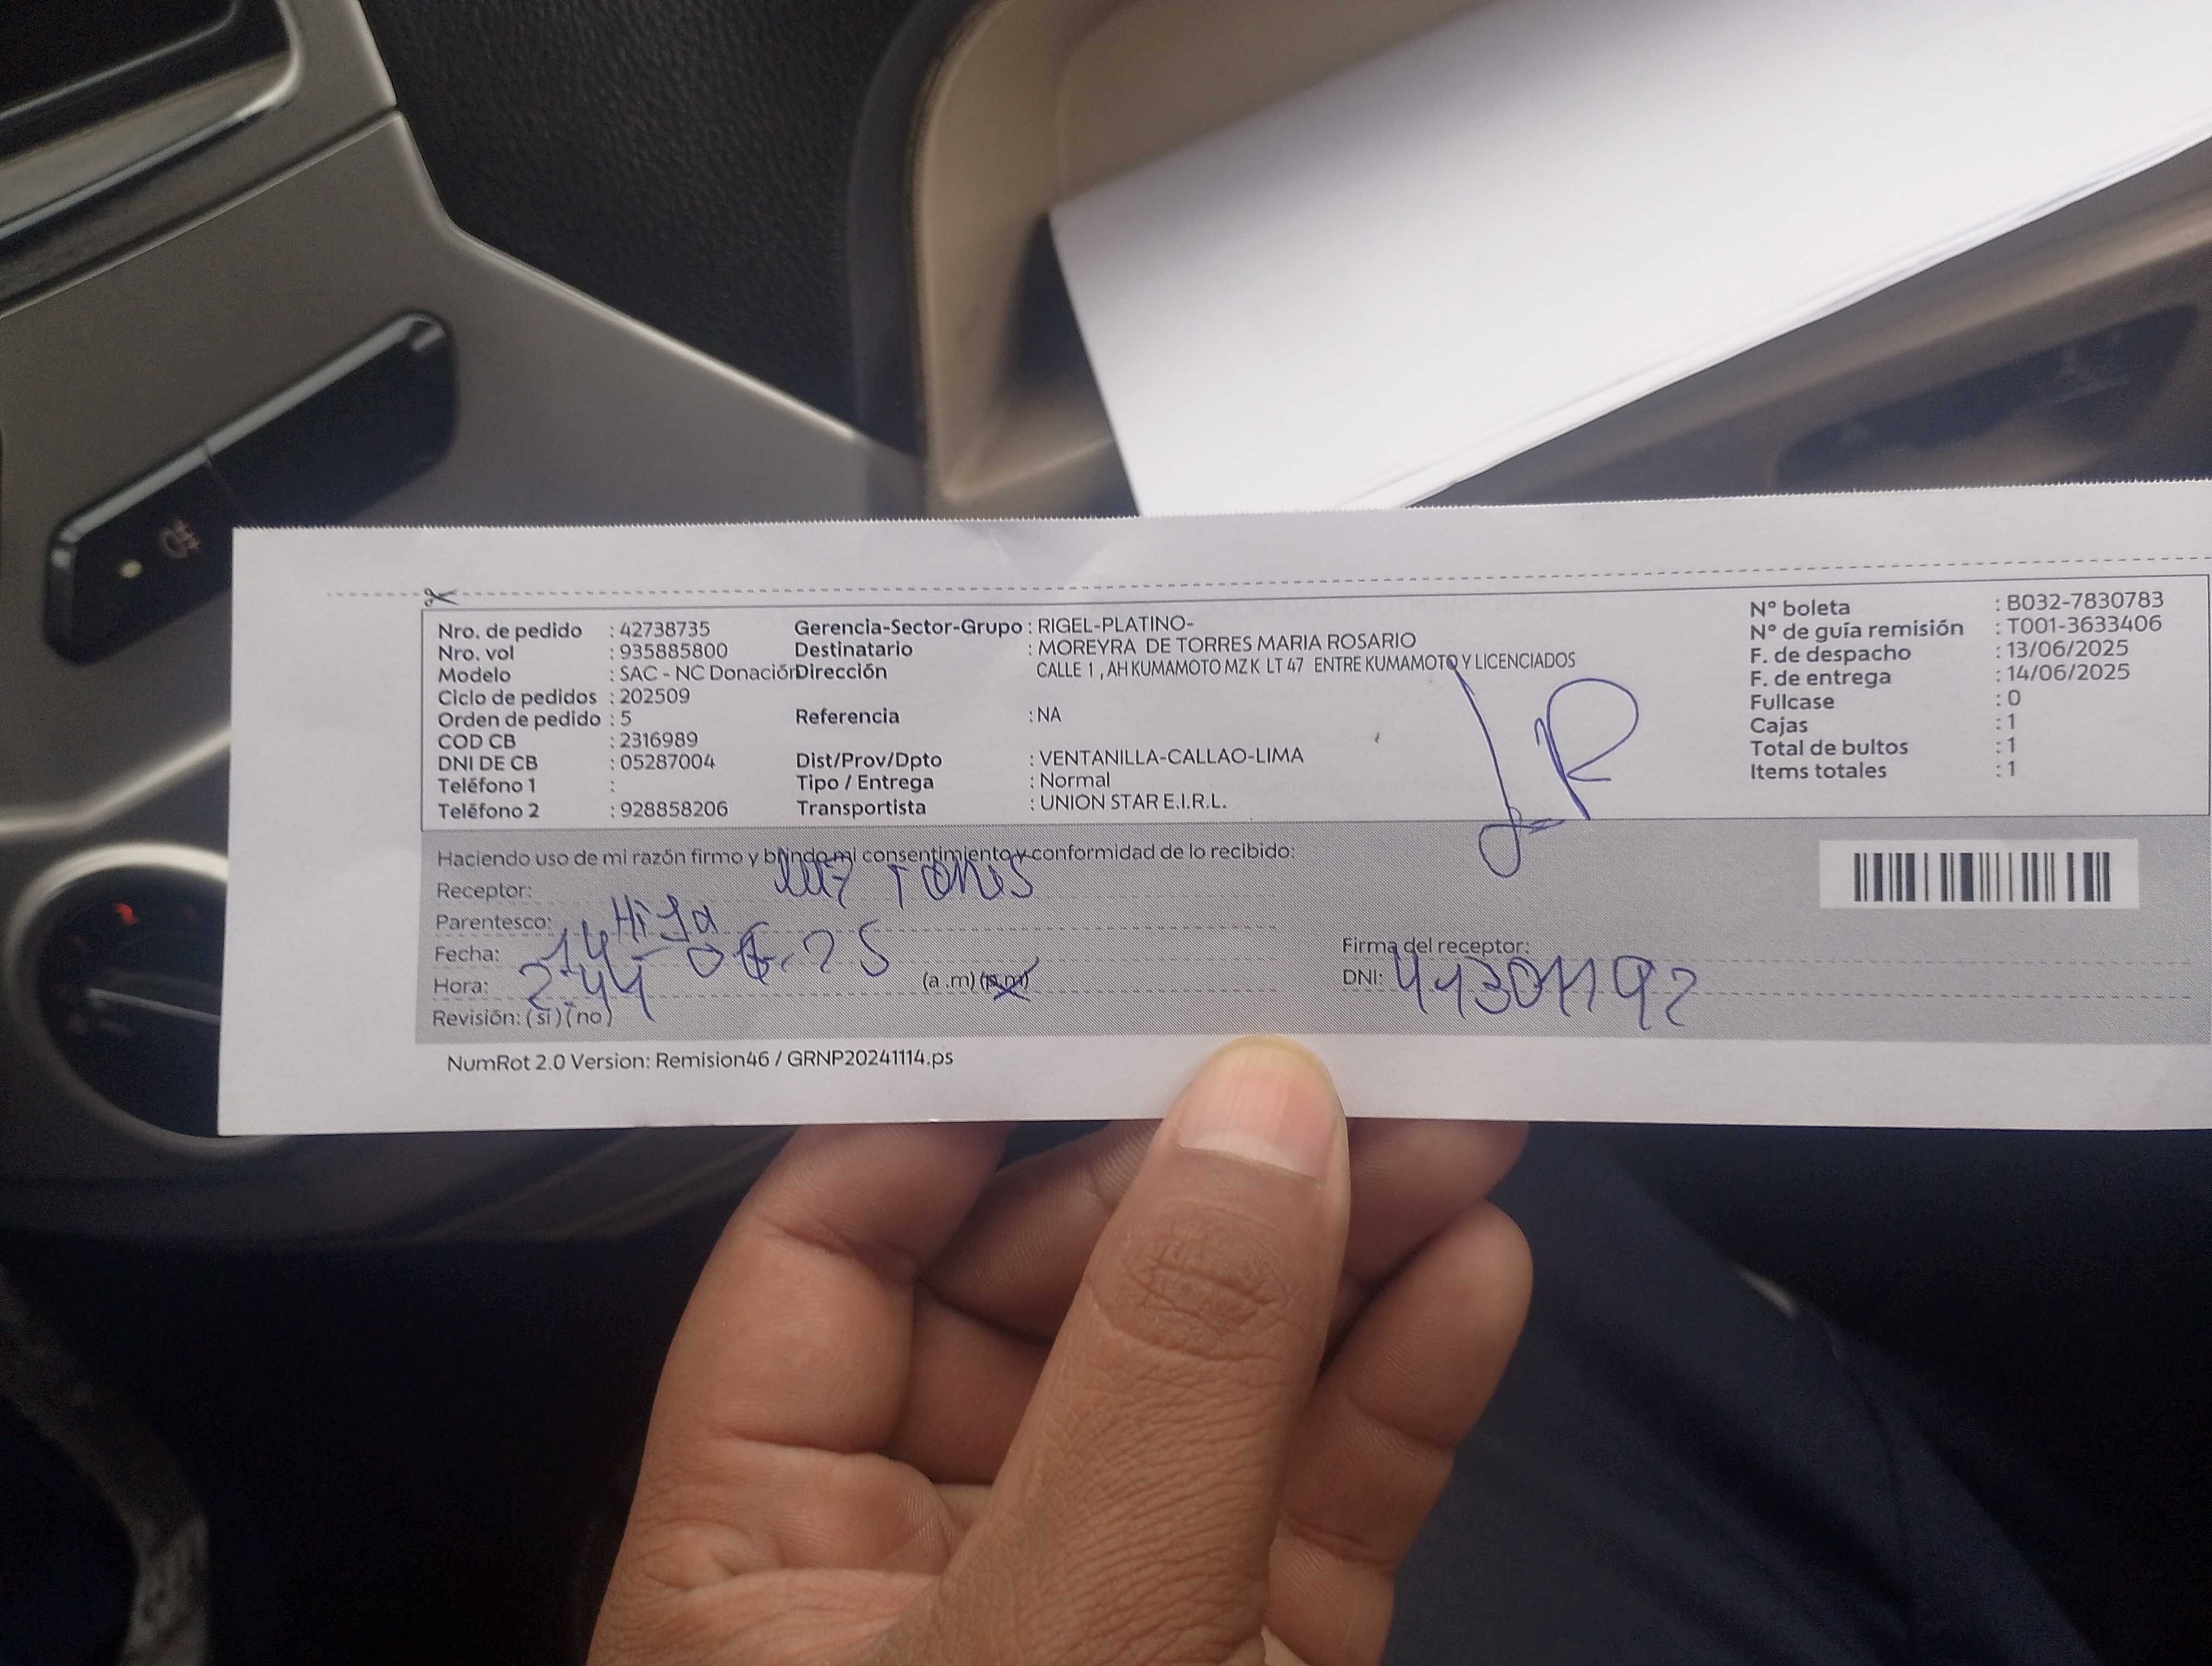 Nro. de pedido : 42738735 Gerencia-Sector-Grupo : RIGEL-PLATINO- N° boleta : B032-7830783
Nro. vol : 935885800 Destinatario : MOREYRA DE TORRES MARIA ROSARIO N° de guía remisión : T001-3633406
Modelo : SAC - NC Donación Dirección CALLE 1 , AH KUMAMOTO MZ K LT 47 ENTRE KUMAMOTO Y LICENCIADOS F. de despacho : 13/06/2025
Ciclo de pedidos : 202509 F. de entrega : 14/06/2025
Orden de pedido : 5 Referencia : NA Fullcase : 0
COD CB : 2316989 Cajas : 1
DNI DE CB : 05287004 Dist/Prov/Dpto : VENTANILLA-CALLAO-LIMA Total de bultos : 1
Teléfono 1 : Tipo / Entrega : Normal Items totales : 1
Teléfono 2 : 928858206 Transportista : UNION STAR E.I.R.L.
Haciendo uso de mi razón firmo y brindo mi consentimiento y conformidad de lo recibido:
Receptor: luz Torres
Parentesco: Hija
Fecha: 14-06-25 Firma del receptor:
Hora: 2:44 (a .m) (p.m) DNI:
Revisión: (si) (no)
NumRot 2.0 Version: Remision46 / GRNP20241114.ps